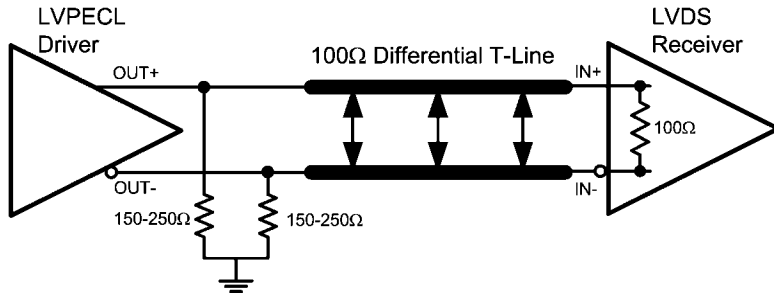 LVPECL
Driver
LVDS
Receiver
100Ω Differential T-Line
OUT+
IN+
100Ω
OUT-
IN-
150-250Ω
150-250Ω